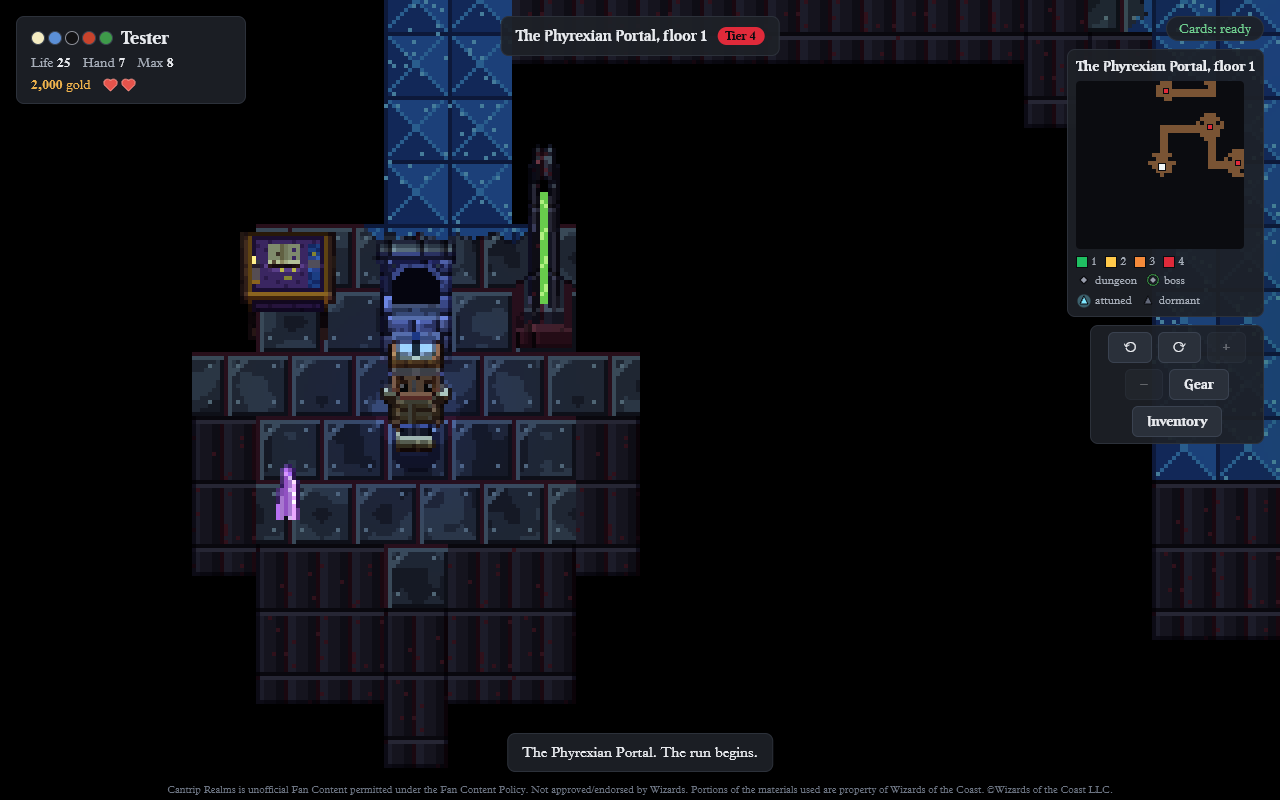 Tester
Life 25 Hand 7 Max 8
2,000 gold
The Phyrexian Portal, floor 1 Tier 4
Cards: ready
The Phyrexian Portal, floor 1
1 2 3 4
dungeon boss
attuned dormant
+
− Gear
Inventory
The Phyrexian Portal. The run begins.
Cantrip Realms is unofficial Fan Content permitted under the Fan Content Policy. Not approved/endorsed by Wizards. Portions of the materials used are property of Wizards of the Coast. ©Wizards of the Coast LLC.